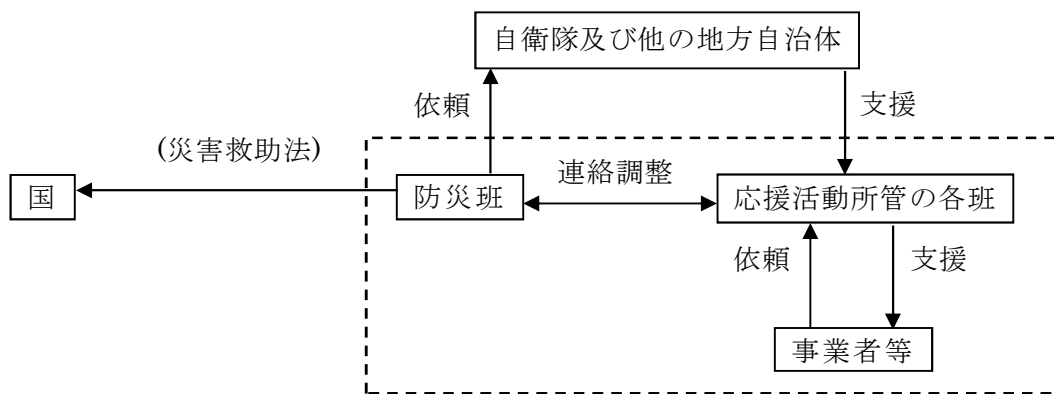 自衛隊及び他の地方自治体
依頼
支援
(災害救助法)
連絡調整
国
防災班
応援活動所管の各班
依頼
支援
事業者等